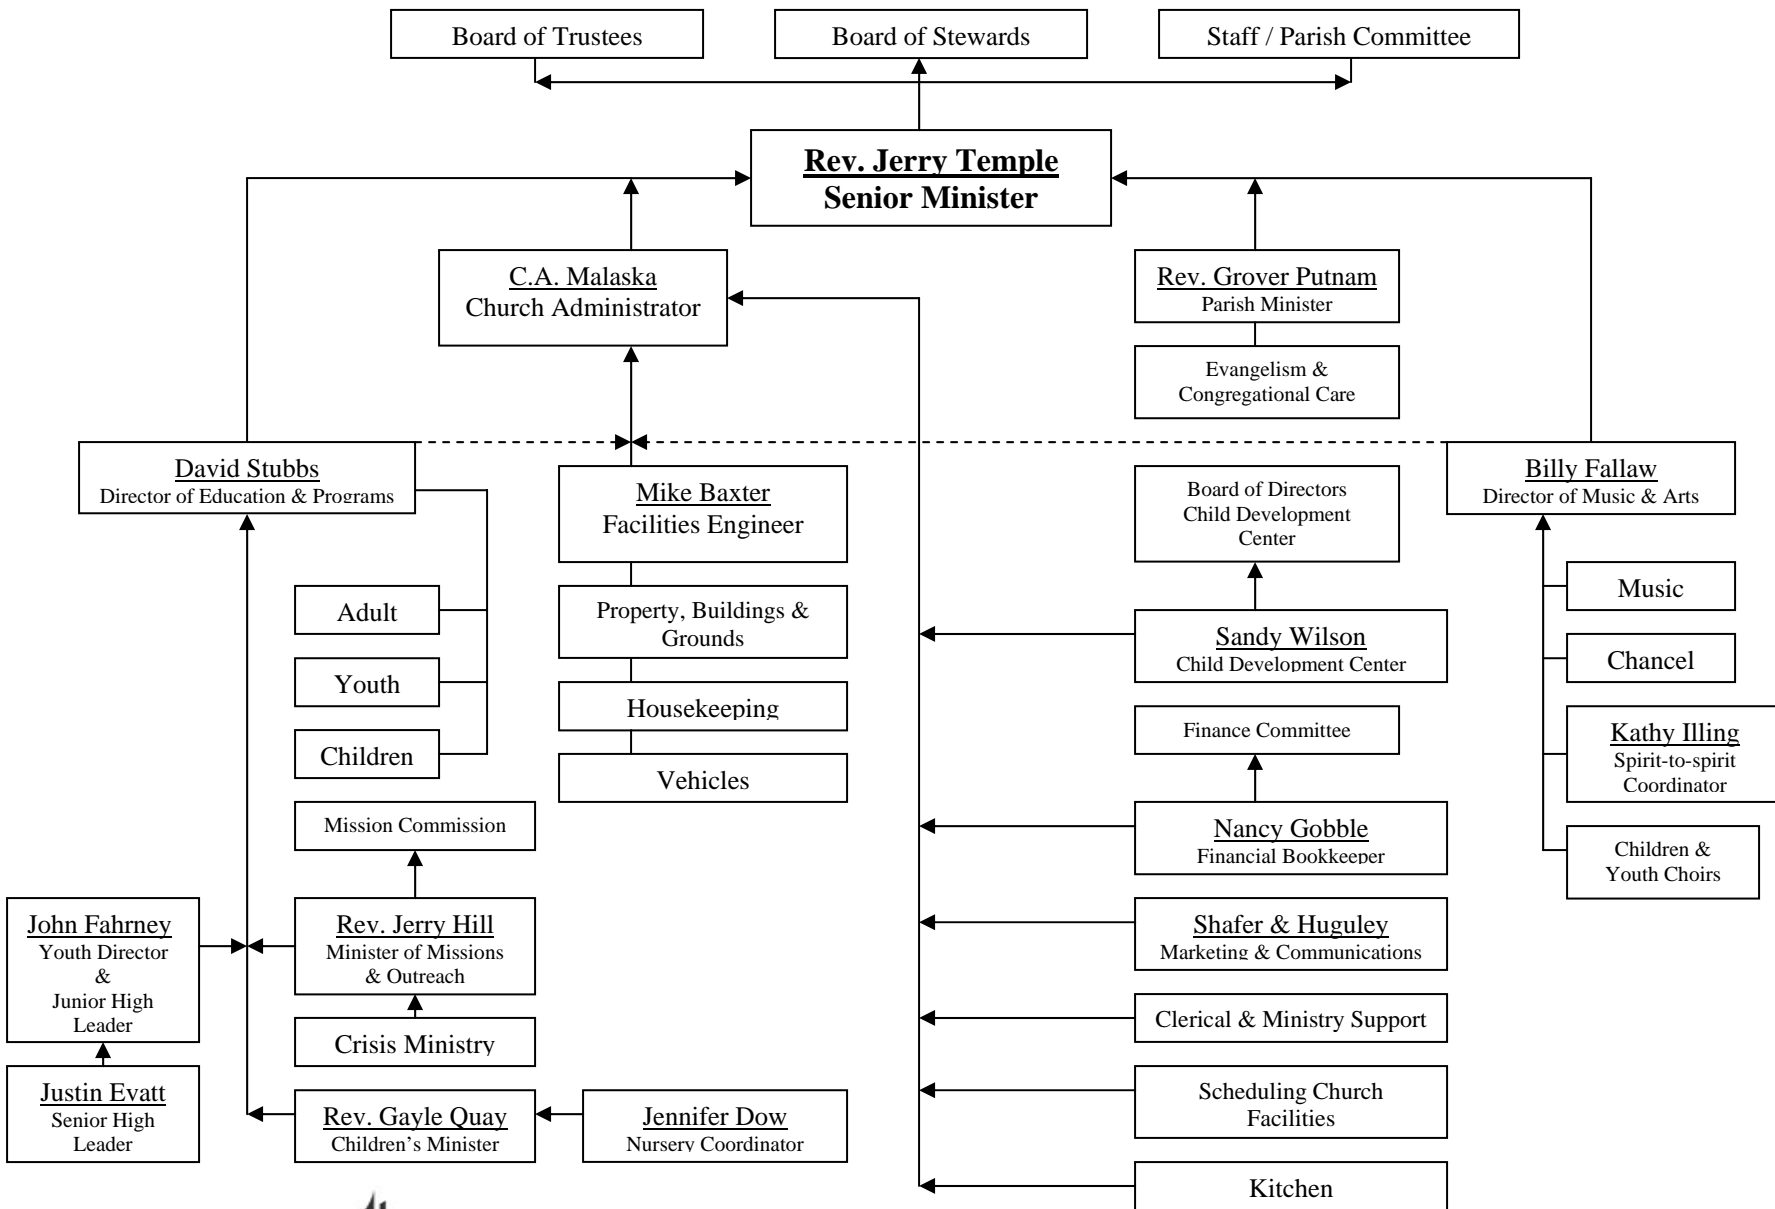 Board of Trustees
Board of Stewards
Staff / Parish Committee
Rev. Jerry Temple
Senior Minister
C.A. Malaska
Church Administrator
Rev. Grover Putnam
Parish Minister
Evangelism &
Congregational Care
David Stubbs
Director of Education & Programs
Mike Baxter
Facilities Engineer
Board of Directors
Child Development
Center
Billy Fallaw
Director of Music & Arts
Adult
Youth
Children
Property, Buildings &
Grounds
Housekeeping
Vehicles
Sandy Wilson
Child Development Center
Finance Committee
Nancy Gobble
Financial Bookkeeper
Music
Chancel
Kathy Illing
Spirit-to-spirit
Coordinator
Children &
Youth Choirs
Mission Commission
John Fahrney
Youth Director
&
Junior High
Leader
Rev. Jerry Hill
Minister of Missions
& Outreach
Crisis Ministry
Shafer & Huguley
Marketing & Communications
Clerical & Ministry Support
Justin Evatt
Senior High
Leader
Rev. Gayle Quay
Children’s Minister
Jennifer Dow
Nursery Coordinator
Scheduling Church
Facilities
Kitchen